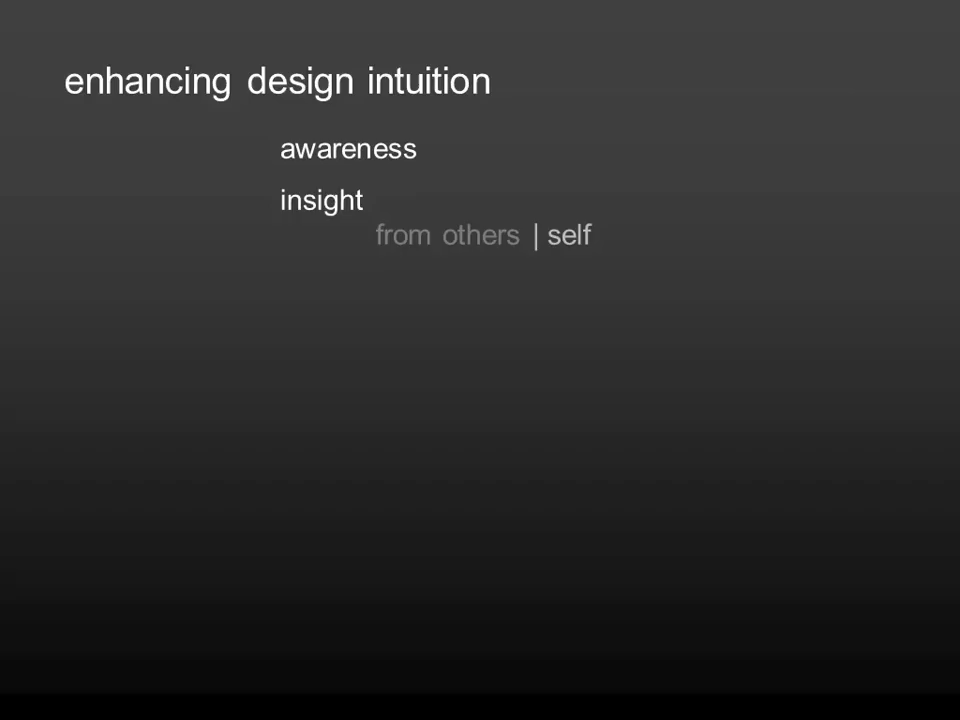 enhancing design intuition
awareness
insight
from others | self